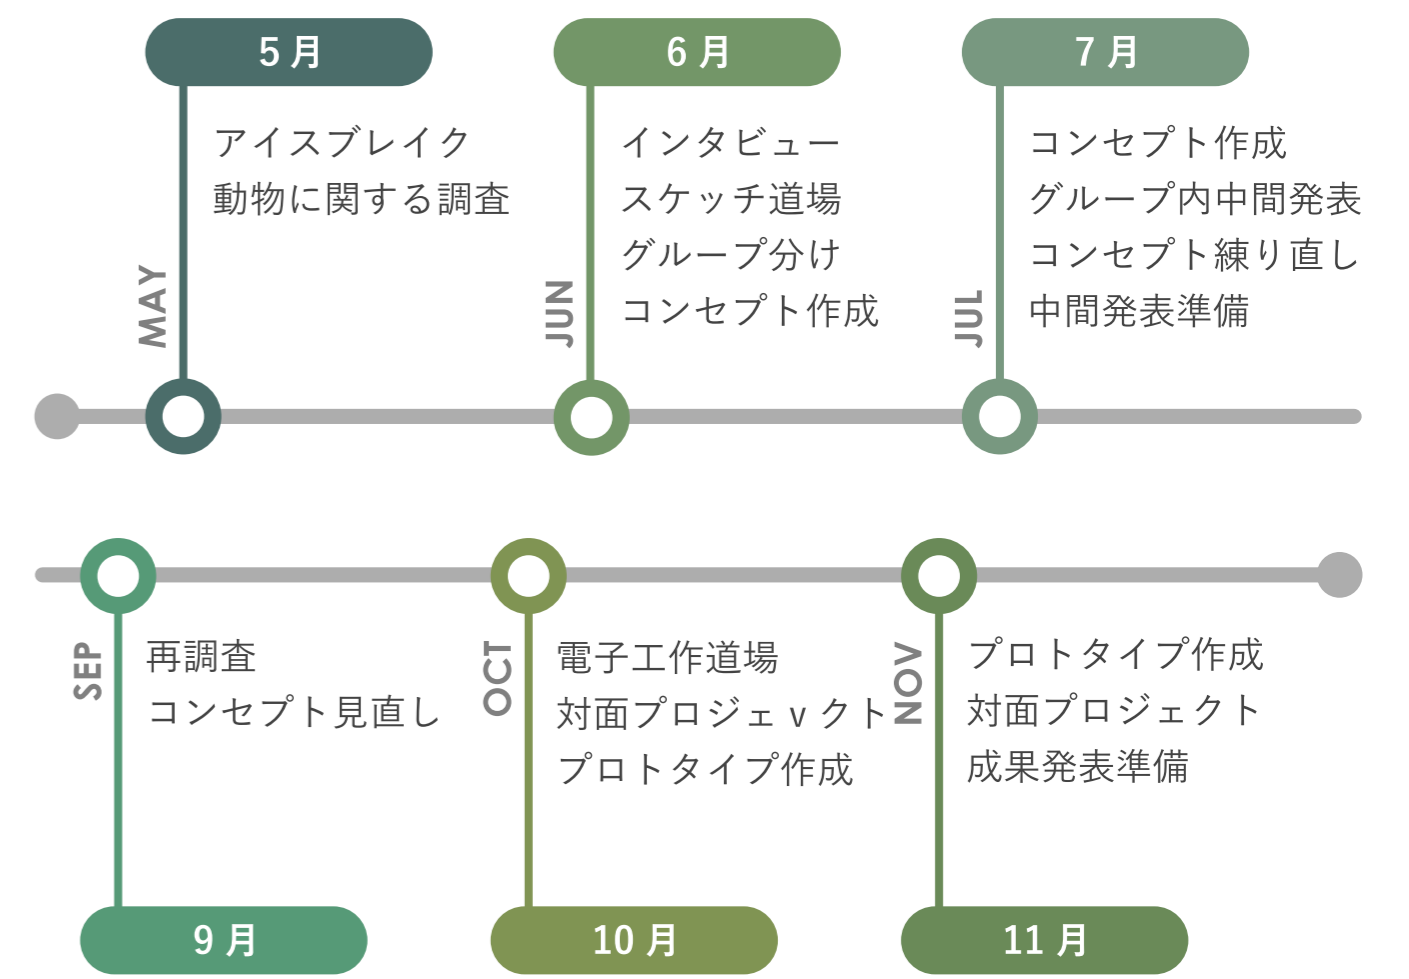 5月
アイスブレイク
動物に関する調査
MAY
6月
インタビュー
スケッチ道場
グループ分け
コンセプト作成
JUN
7月
コンセプト作成
グループ内中間発表
コンセプト練り直し
中間発表準備
JUL
SEP
再調査
コンセプト見直し
9月
OCT
電子工作道場
対面プロジェvクト
プロトタイプ作成
10月
NOV
プロトタイプ作成
対面プロジェクト
成果発表準備
11月